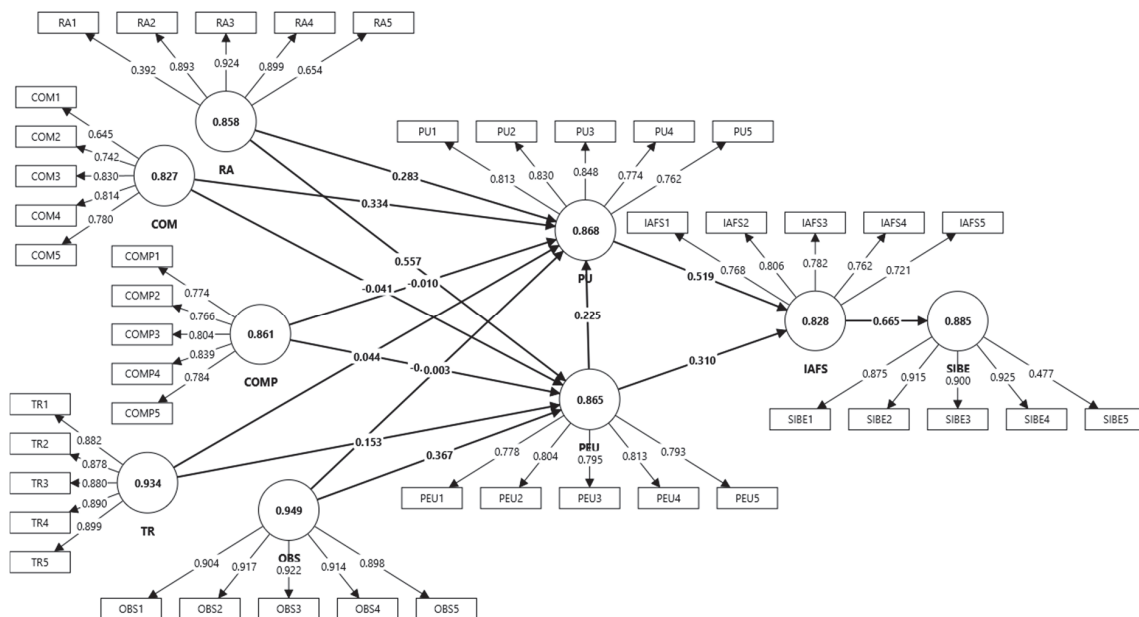 RA1 RA2 RA3 RA4 RA5
0.392 0.893 0.924 0.899 0.654
0.858
RA
COM1
COM2
COM3
COM4
COM5
0.645
0.742
0.830
0.814
0.780
0.827
COM
COMP1
COMP2
COMP3
COMP4
COMP5
0.774
0.766
0.804
0.839
0.784
0.861
COMP
TR1
TR2
TR3
TR4
TR5
0.882
0.878
0.880
0.890
0.899
0.934
TR
0.949
OBS
0.904 0.917 0.922 0.914 0.898
OBS1 OBS2 OBS3 OBS4 OBS5
0.283
0.334
0.557
-0.041
-0.010
0.044
0.003
0.153
0.367
PU1 PU2 PU3 PU4 PU5
0.813 0.830 0.848 0.774 0.762
0.868
PU
0.225
0.865
PEU
0.778 0.804 0.795 0.813 0.793
PEU1 PEU2 PEU3 PEU4 PEU5
0.519
0.310
IAFS1 IAFS2 IAFS3 IAFS4 IAFS5
0.768 0.806 0.782 0.762 0.721
0.828
IAFS
0.665
0.885
SIBE
0.875 0.915 0.900 0.925 0.477
SIBE1 SIBE2 SIBE3 SIBE4 SIBE5